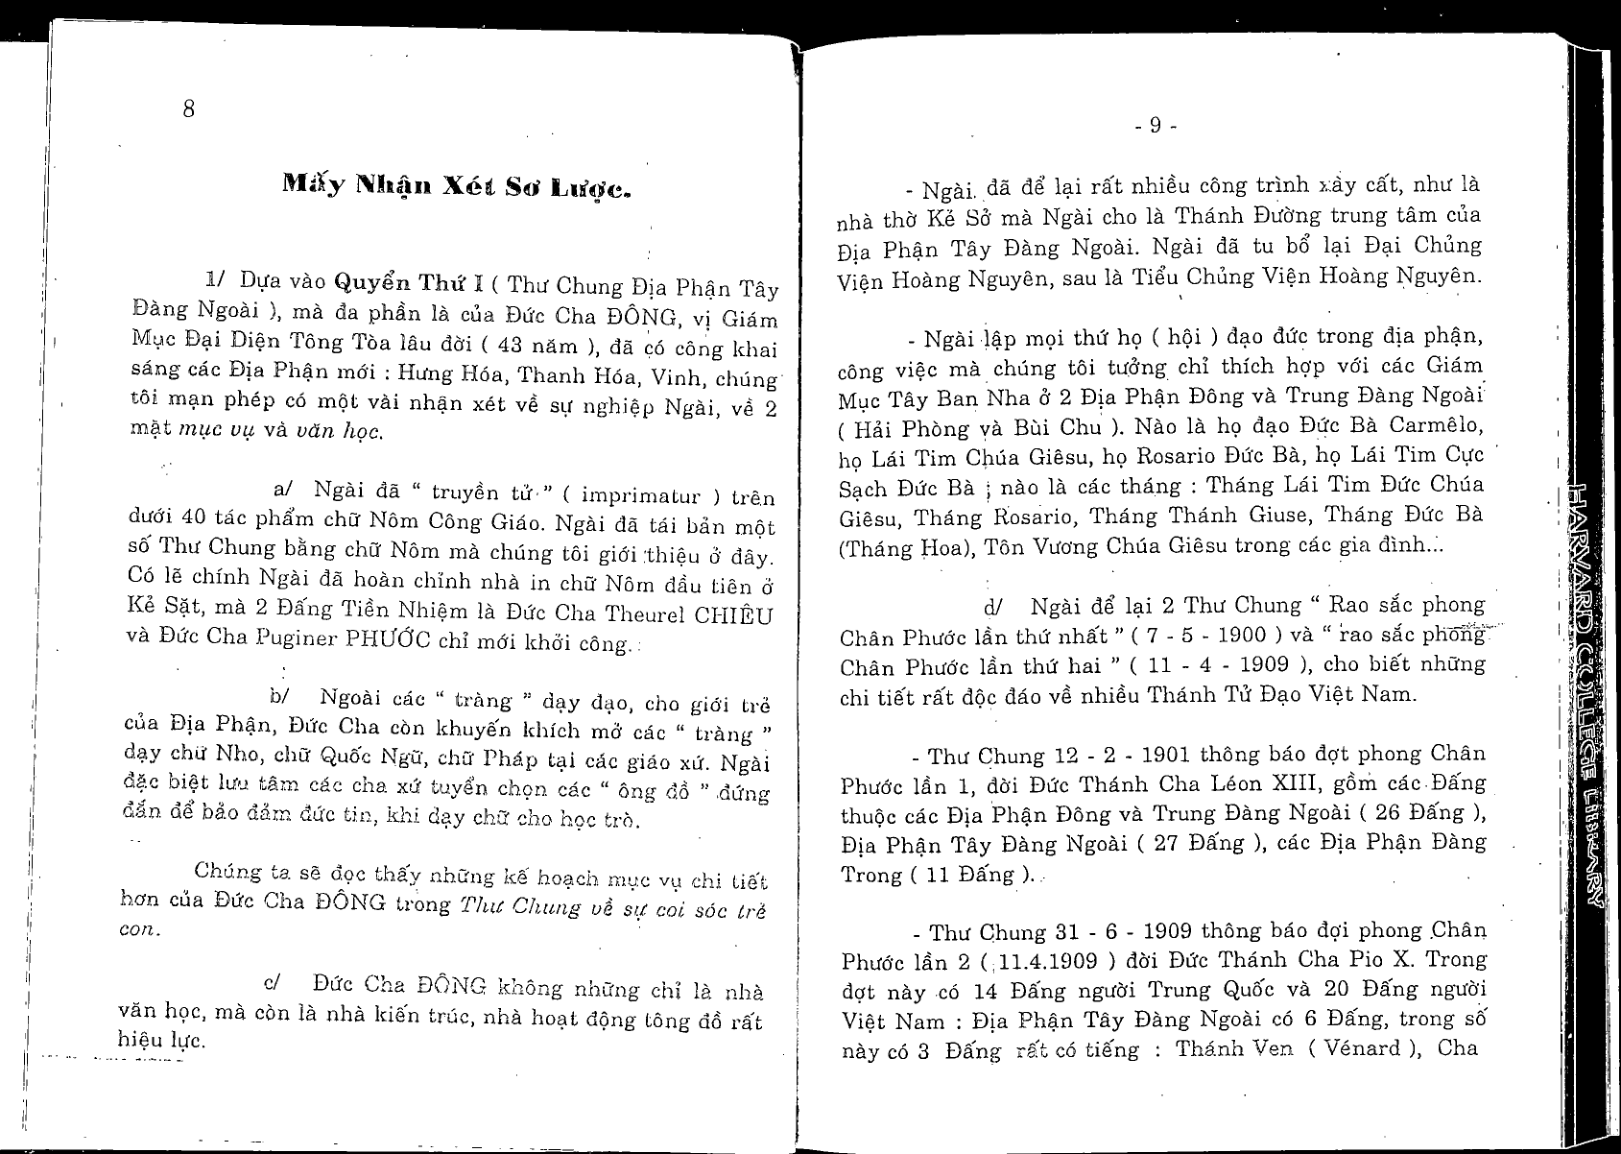 8
Mấy Nhận Xét Sơ Lược.
1/ Dựa vào Quyển Thứ I ( Thư Chung Địa Phận Tây
Đàng Ngoài ), mà đa phần là của Đức Cha ĐÔNG, vị Giám
Mục Đại Diện Tông Tòa lâu đời ( 43 năm ), đã có công khai
sáng các Địa Phận mới : Hưng Hóa, Thanh Hóa, Vinh, chúng
tôi mạn phép có một vài nhận xét về sự nghiệp Ngài, về 2
mặt mục vụ và văn học.
a/ Ngài đã “ truyền tử ” ( imprimatur ) trên
dưới 40 tác phẩm chữ Nôm Công Giáo. Ngài đã tái bản một
số Thư Chung bằng chữ Nôm mà chúng tôi giới thiệu ở đây.
Có lẽ chính Ngài đã hoàn chỉnh nhà in chữ Nôm đầu tiên ở
Kẻ Sặt, mà 2 Đấng Tiền Nhiệm là Đức Cha Theurel CHIÊU
và Đức Cha Puginer PHƯỚC chỉ mới khởi công.
b/ Ngoài các “ tràng ” dạy đạo, cho giới trẻ
của Địa Phận, Đức Cha còn khuyến khích mở các “ tràng ”
dạy chữ Nho, chữ Quốc Ngữ, chữ Pháp tại các giáo xứ. Ngài
đặc biệt lưu tâm các cha xứ tuyển chọn các “ ông đồ ” đứng
đắn để bảo đảm đức tin, khi dạy chữ cho học trò.
Chúng ta sẽ đọc thấy những kế hoạch mục vụ chi tiết
hơn của Đức Cha ĐÔNG trong Thư Chung về sự coi sóc trẻ
con.
c/ Đức Cha ĐÔNG không những chỉ là nhà
văn học, mà còn là nhà kiến trúc, nhà hoạt động tông đồ rất
hiệu lực.
- 9 -
- Ngài. đã để lại rất nhiều công trình xây cất, như là
nhà thờ Kẻ Sở mà Ngài cho là Thánh Đường trung tâm của
Địa Phận Tây Đàng Ngoài. Ngài đã tu bổ lại Đại Chủng
Viện Hoàng Nguyên, sau là Tiểu Chủng Viện Hoàng Nguyên.
- Ngài lập mọi thứ họ ( hội ) đạo đức trong địa phận,
công việc mà chúng tôi tưởng chỉ thích hợp với các Giám
Mục Tây Ban Nha ở 2 Địa Phận Đông và Trung Đàng Ngoài
( Hải Phòng và Bùi Chu ). Nào là họ đạo Đức Bà Carmêlo,
họ Lái Tim Chúa Giêsu, họ Rosario Đức Bà, họ Lái Tim Cực
Sạch Đức Bà ; nào là các tháng : Tháng Lái Tim Đức Chúa
Giêsu, Tháng Rosario, Tháng Thánh Giuse, Tháng Đức Bà
(Tháng Hoa), Tôn Vương Chúa Giêsu trong các gia đình...
d/ Ngài để lại 2 Thư Chung “ Rao sắc phong
Chân Phước lần thứ nhất ” ( 7 - 5 - 1900 ) và “ rao sắc phong
Chân Phước lần thứ hai ” ( 11 - 4 - 1909 ), cho biết những
chi tiết rất độc đáo về nhiều Thánh Tử Đạo Việt Nam.
- Thư Chung 12 - 2 - 1901 thông báo đợt phong Chân
Phước lần 1, đời Đức Thánh Cha Léon XIII, gồm các Đấng
thuộc các Địa Phận Đông và Trung Đàng Ngoài ( 26 Đấng ),
Địa Phận Tây Đàng Ngoài ( 27 Đấng ), các Địa Phận Đàng
Trong ( 11 Đấng ).
- Thư Chung 31 - 6 - 1909 thông báo đợi phong Chân
Phước lần 2 ( 11.4.1909 ) đời Đức Thánh Cha Pio X. Trong
đợt này có 14 Đấng người Trung Quốc và 20 Đấng người
Việt Nam : Địa Phận Tây Đàng Ngoài có 6 Đấng, trong số
này có 3 Đấng rất có tiếng : Thánh Ven ( Vénard ), Cha
HARVARD COLLEGE LIBRARY